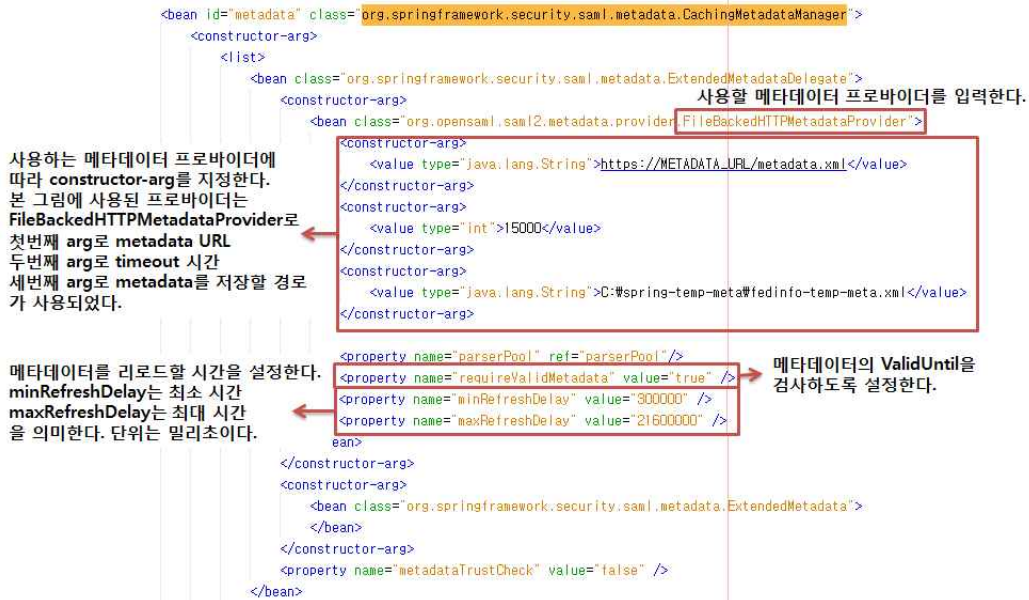 <bean id="metadata" class="org.springframework.security.saml.metadata.CachingMetadataManager">
<constructor-arg>
<list>
<bean class="org.springframework.security.saml.metadata.ExtendedMetadataDelegate">
<constructor-arg>
사용할 메타데이터 프로바이더를 입력한다.
<bean class="org.opensaml.saml2.metadata.provider.FileBackedHTTPMetadataProvider">
<constructor-arg>
<value type="java.lang.String">https://METADATA_URL/metadata.xml</value>
</constructor-arg>
<constructor-arg>
<value type="int">15000</value>
</constructor-arg>
<constructor-arg>
<value type="java.lang.String">C:₩spring-temp-meta₩fedinfo-temp-meta.xml</value>
</constructor-arg>
사용하는 메타데이터 프로바이더에
따라 constructor-arg를 지정한다.
본 그림에 사용된 프로바이더는
FileBackedHTTPMetadataProvider로
첫번째 arg로 metadata URL
두번째 arg로 timeout 시간
세번째 arg로 metadata를 저장할 경로
가 사용되었다.
<property name="parserPool" ref="parserPool"/>
<property name="requireValidMetadata" value="true" />
<property name="minRefreshDelay" value="300000" />
<property name="maxRefreshDelay" value="21600000" />
메타데이터의 ValidUntil을
검사하도록 설정한다.
메타데이터를 리로드할 시간을 설정한다.
minRefreshDelay는 최소 시간
maxRefreshDelay는 최대 시간
을 의미한다. 단위는 밀리초이다.
ean>
</constructor-arg>
<constructor-arg>
<bean class="org.springframework.security.saml.metadata.ExtendedMetadata">
</bean>
</constructor-arg>
<property name="metadataTrustCheck" value="false" />
</bean>